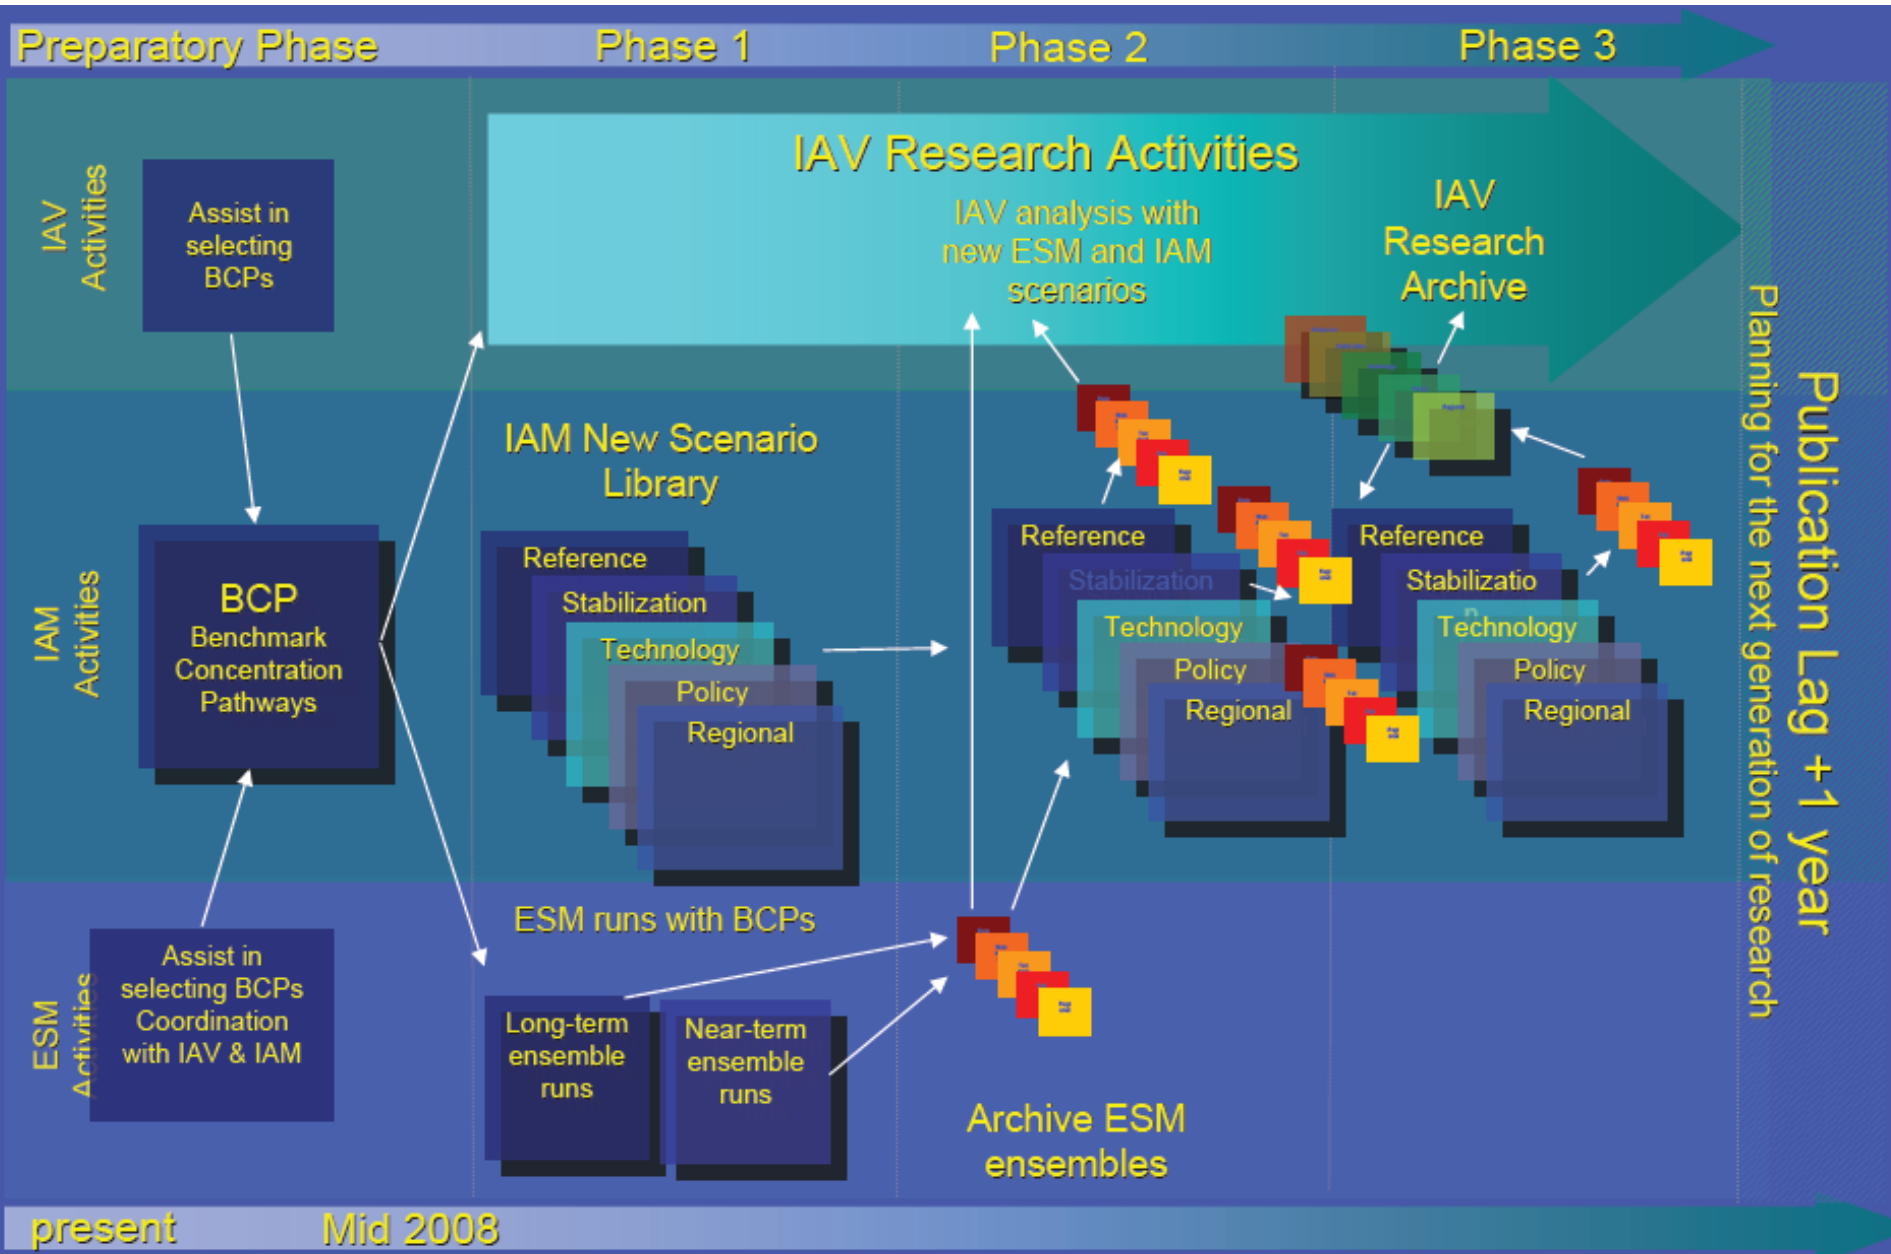 Preparatory Phase
Phase 1
Phase 2
Phase 3
IAV
Activities
Assist in
selecting
BCPs
IAV Research Activities
IAV analysis with
new ESM and IAM
scenarios
IAV
Research
Archive
IAM
Activities
BCP
Benchmark
Concentration
Pathways
IAM New Scenario
Library
Reference
Stabilization
Technology
Policy
Regional
Reference
Stabilization
Technology
Policy
Regional
Reference
Stabilizatio
n
Technology
Policy
Regional
ESM
Activities
Assist in
selecting BCPs
Coordination
with IAV & IAM
ESM runs with BCPs
Long-term
ensemble
runs
Near-term
ensemble
runs
Archive ESM
ensembles
Planning for the next generation of research
Publication Lag +1 year
present
Mid 2008